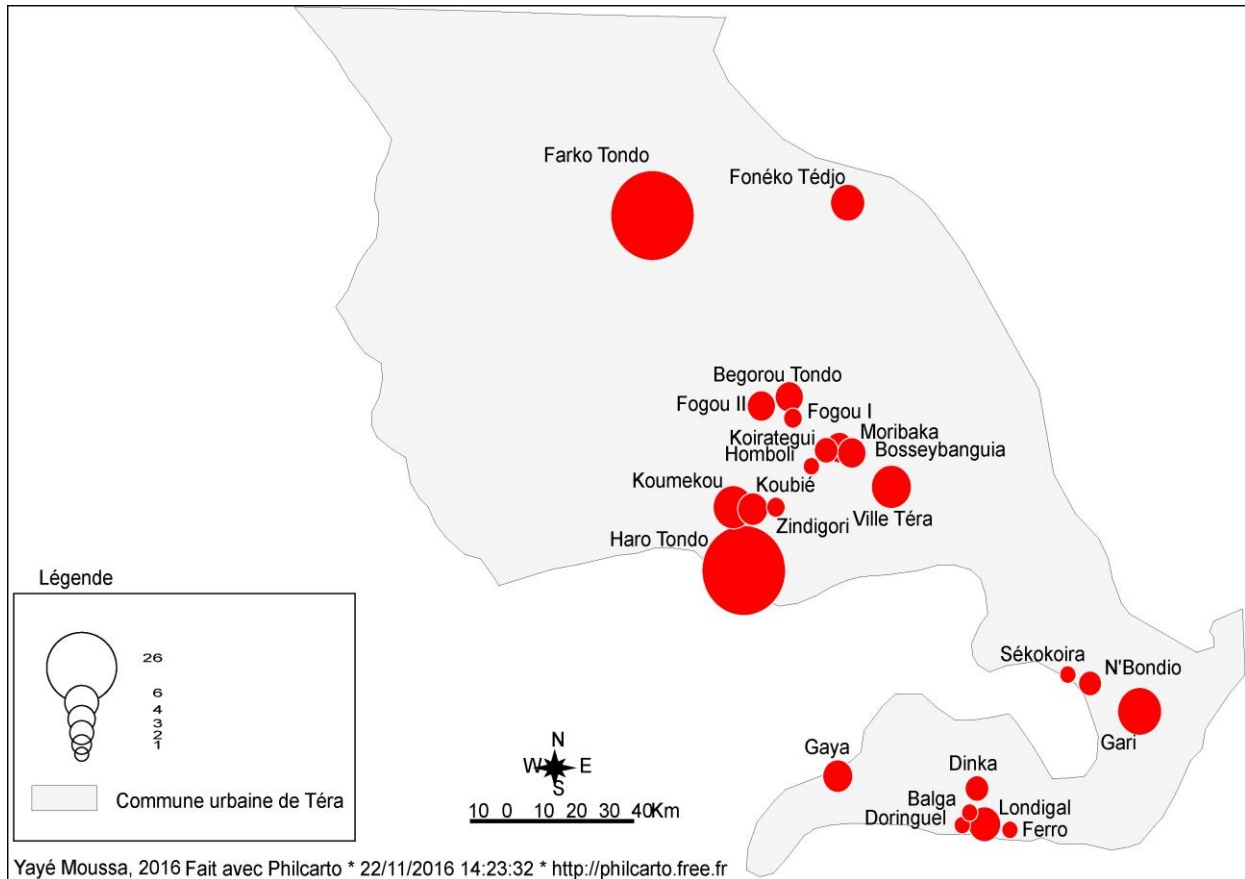 Farko Tondo
Fonéko Tédjo
Begorou Tondo
Fogou II
Fogou I
Koirategui
Moribaka
Homboli
Bosseybanguia
Koumekou
Koubié
Zindigori
Ville Téra
Haro Tondo
Légende
26
6
4
3
2
1
Commune urbaine de Téra
Sékokoira
N'Bondio
Gari
Gaya
Dinka
Balga
Londigal
Doringuel
Ferro
N
W E
S
10 0 10 20 30 40Km
Yayé Moussa, 2016 Fait avec Philcarto * 22/11/2016 14:23:32 * http://philcarto.free.fr